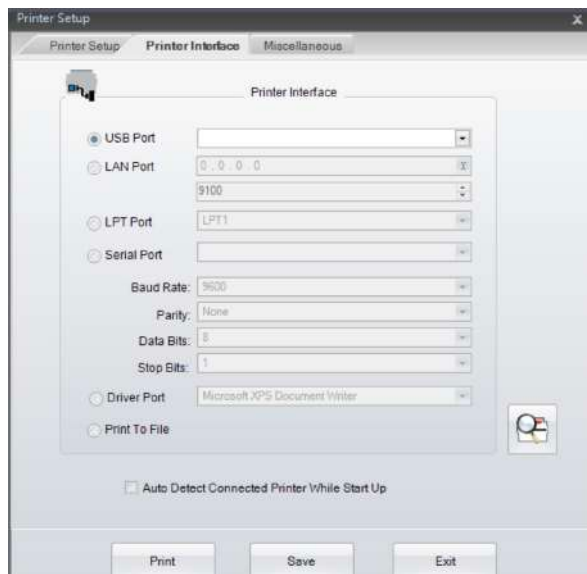 Printer Setup X
Printer Setup Printer Interface Miscellaneous
Printer Interface
USB Port
LAN Port 0 . 0 . 0 . 0
9100
LPT Port LPT1
Serial Port
Baud Rate: 9600
Parity: None
Data Bits: 8
Stop Bits: 1
Driver Port Microsoft XPS Document Writer
Print To File
Auto Detect Connected Printer While Start Up
Print Save Exit